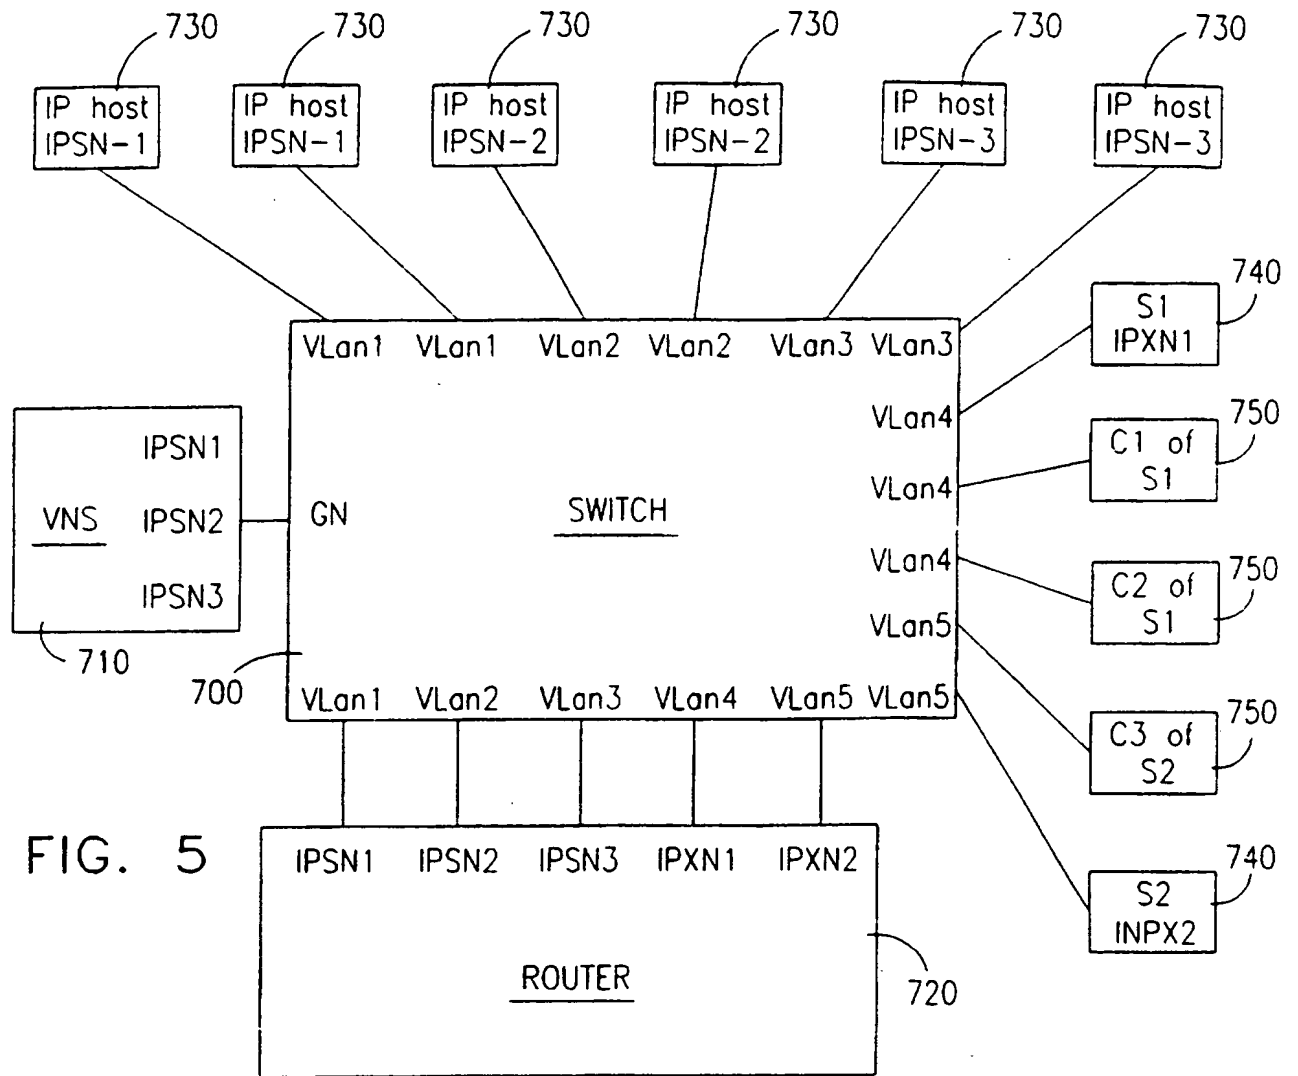 730 730 730 730 730 730
IP host IP host IP host IP host IP host IP host
IPSN-1 IPSN-1 IPSN-2 IPSN-2 IPSN-3 IPSN-3
740
S1
IPXN1
VLan1 VLan1 VLan2 VLan2 VLan3 VLan3
VLan4
750
C1 of
S1
VLan4
IPSN1
VNS IPSN2
IPSN3
710
GN
SWITCH
700
VLan4
750
C2 of
S1
VLan5
VLan1 VLan2 VLan3 VLan4 VLan5 VLan5
750
C3 of
S2
FIG. 5
IPSN1 IPSN2 IPSN3 IPXN1 IPXN2
740
S2
INPX2
ROUTER
720